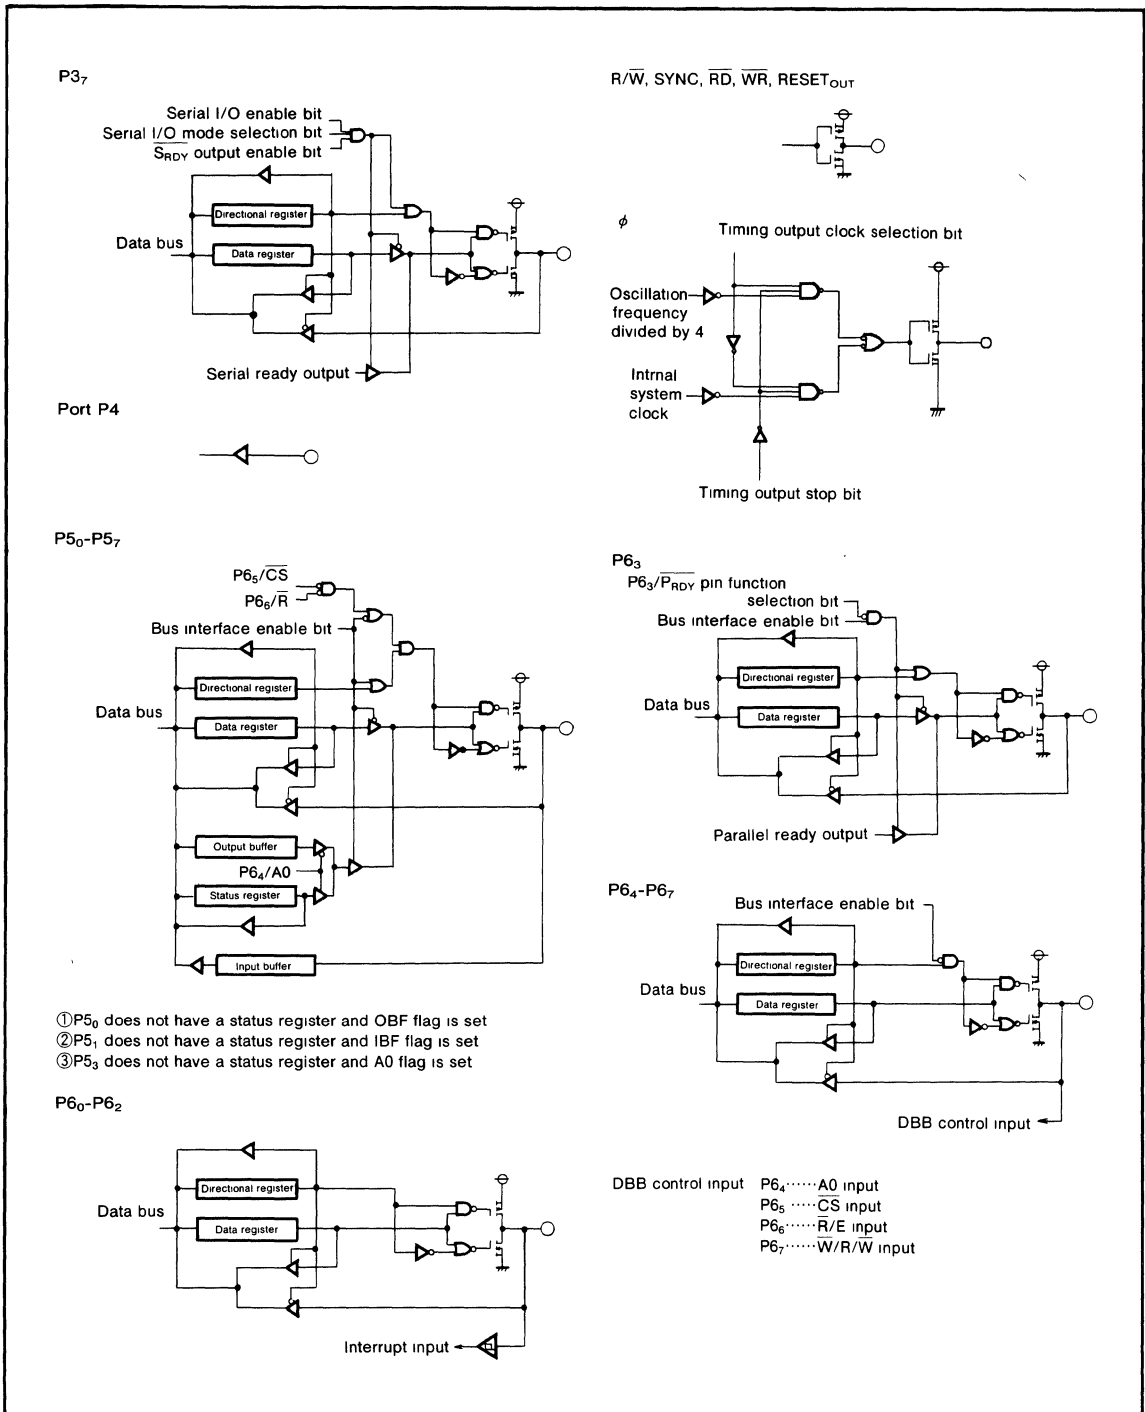 P3₇
Serial I/O enable bit
Serial I/O mode selection bit
S̅R̅D̅Y̅ output enable bit
Directional register
Data bus
Data register
Serial ready output
Port P4
P5₀-P5₇
P6₅/C̅S̅
P6₆/R̅
Bus interface enable bit
Directional register
Data bus
Data register
Output buffer
P6₄/A0
Status register
Input buffer
①P5₀ does not have a status register and OBF flag is set
②P5₁ does not have a status register and IBF flag is set
③P5₃ does not have a status register and A0 flag is set
P6₀-P6₂
Directional register
Data bus
Data register
Interrupt input
R/W̅, SYNC, R̅D̅, W̅R̅, RESETOUT
ϕ
Timing output clock selection bit
Oscillation
frequency
divided by 4
Intrnal
system
clock
Timing output stop bit
P6₃
P6₃/P̅R̅D̅Y̅ pin function
selection bit
Bus interface enable bit
Directional register
Data bus
Data register
Parallel ready output
P6₄-P6₇
Bus interface enable bit
Directional register
Data bus
Data register
DBB control input
DBB control input P6₄······A0 input
P6₅ ·····C̅S̅ input
P6₆ ······R̅/E input
P6₇······W̅/R/W̅ input